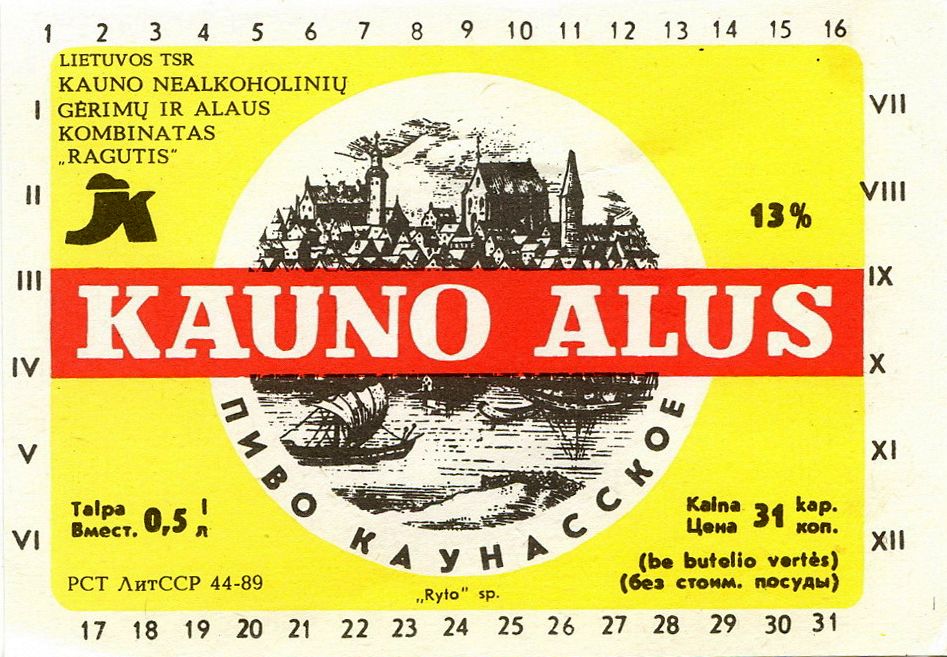 1 2 3 4 5 6 7 8 9 10 11 12 13 14 15 16
LIETUVOS TSR
KAUNO NEALKOHOLINIŲ
GĖRIMŲ IR ALAUS
KOMBINATAS
„RAGUTIS“
I
II
III
IV
V
VI
VII
VIII
IX
X
XI
XII
13%
KAUNO ALUS
ПИВО КАУНАССКОЕ
Talpa 0,5 l
Вмест. л
Kaina 31 kap.
Цена коп.
(be butelio vertės)
(без стоим. посуды)
РСТ ЛитССР 44-89
„Ryto“ sp.
17 18 19 20 21 22 23 24 25 26 27 28 29 30 31